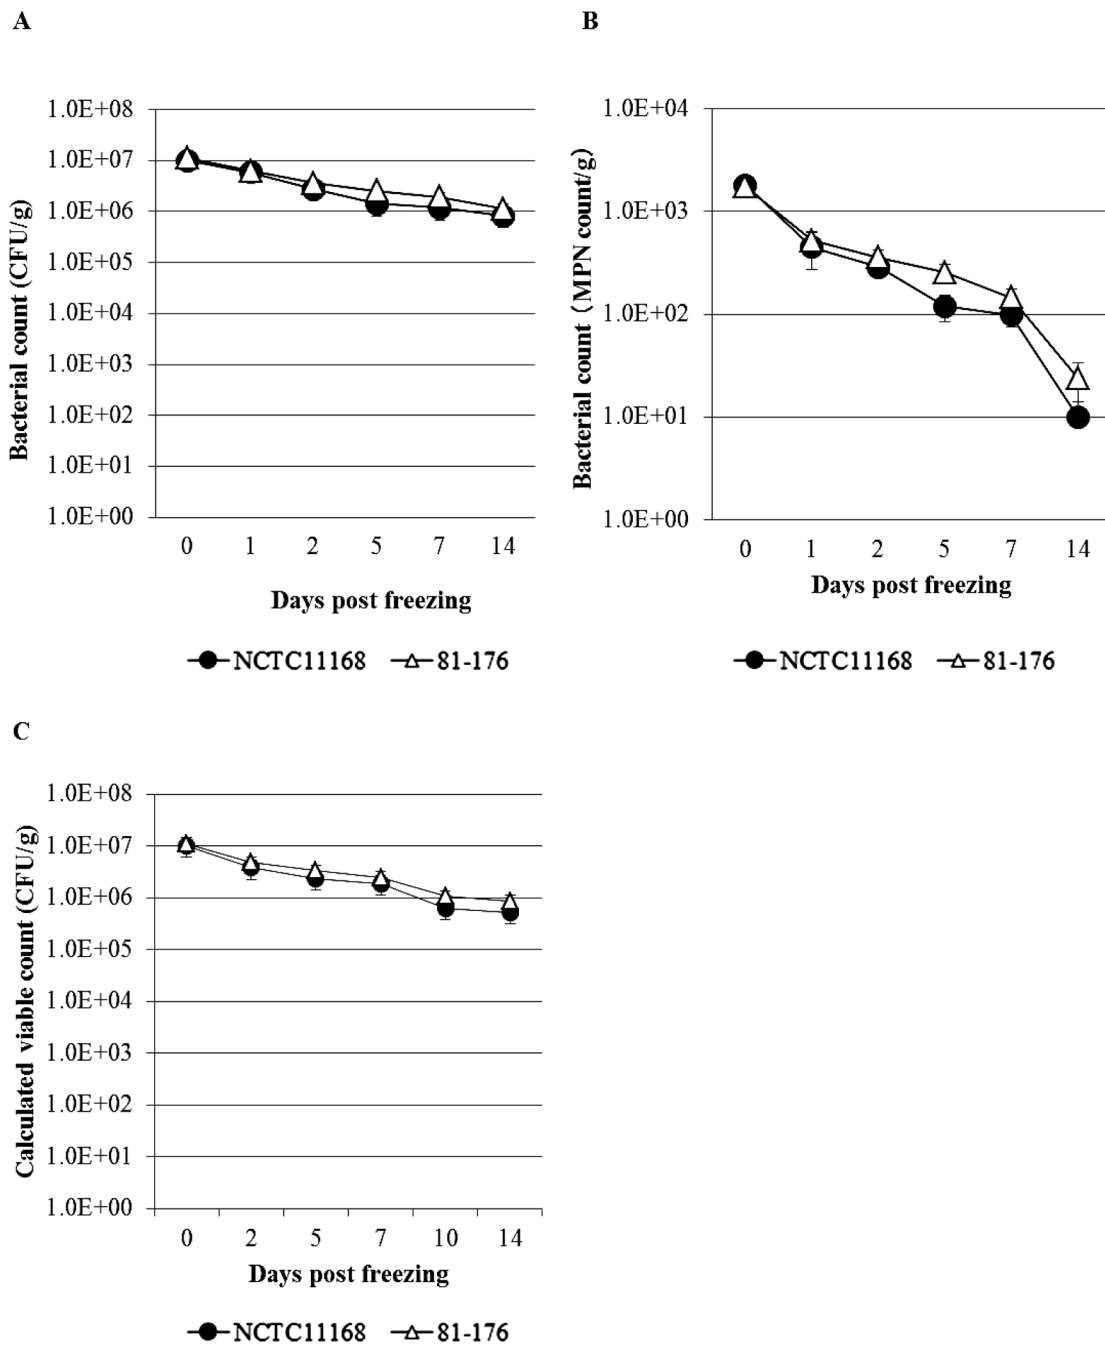 A
Bacterial count (CFU/g)
1.0E+08
1.0E+07
1.0E+06
1.0E+05
1.0E+04
1.0E+03
1.0E+02
1.0E+01
1.0E+00
0 1 2 5 7 14
Days post freezing
NCTC11168 81-176
B
Bacterial count (MPN count/g)
1.0E+04
1.0E+03
1.0E+02
1.0E+01
1.0E+00
0 1 2 5 7 14
Days post freezing
NCTC11168 81-176
C
Calculated viable count (CFU/g)
1.0E+08
1.0E+07
1.0E+06
1.0E+05
1.0E+04
1.0E+03
1.0E+02
1.0E+01
1.0E+00
0 2 5 7 10 14
Days post freezing
NCTC11168 81-176